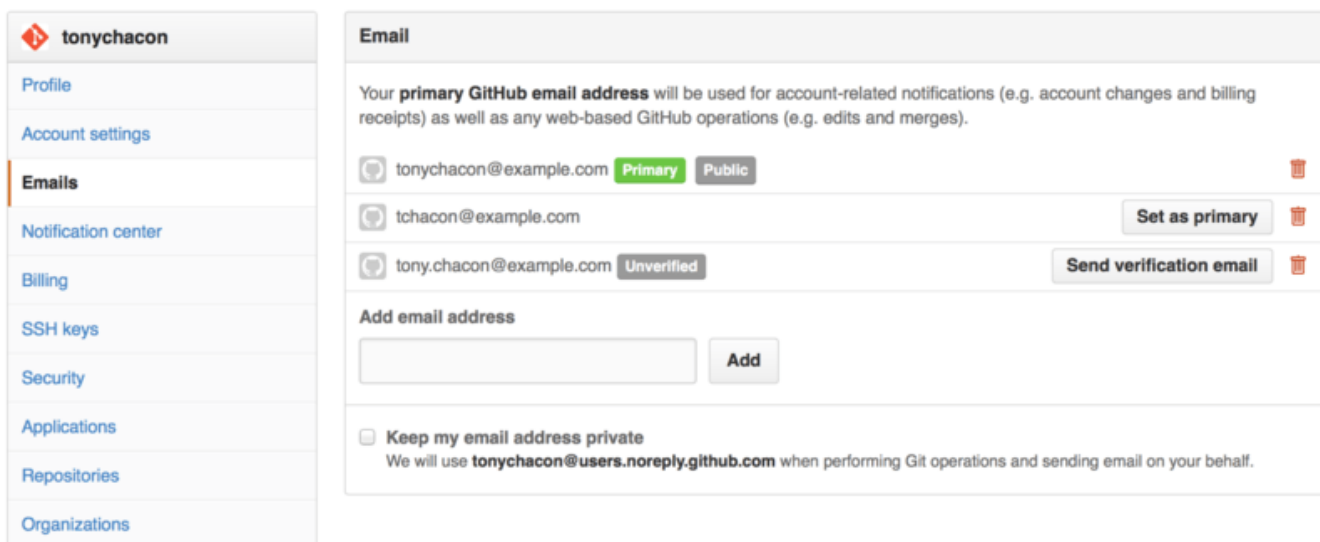 tonychacon
Profile
Account settings
Emails
Notification center
Billing
SSH keys
Security
Applications
Repositories
Organizations
Email
Your primary GitHub email address will be used for account-related notifications (e.g. account changes and billing
receipts) as well as any web-based GitHub operations (e.g. edits and merges).
tonychacon@example.com Primary Public
tchacon@example.com Set as primary
tony.chacon@example.com Unverified Send verification email
Add email address
Add
Keep my email address private
We will use tonychacon@users.noreply.github.com when performing Git operations and sending email on your behalf.